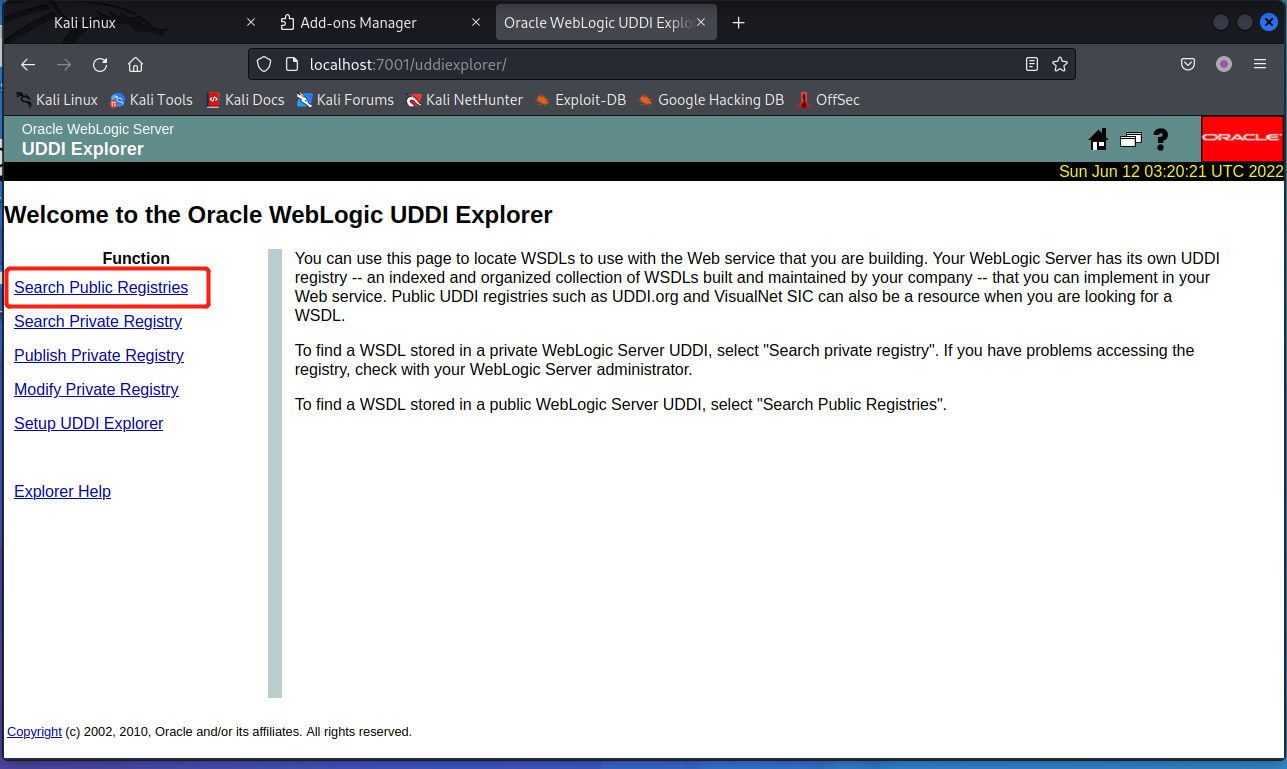 Kali Linux
Add-ons Manager
Oracle WebLogic UDDI Explo
localhost:7001/uddiexplorer/
Kali Linux
Kali Tools
Kali Docs
Kali Forums
Kali NetHunter
Exploit-DB
Google Hacking DB
OffSec
Oracle WebLogic Server
UDDI Explorer
ORACLE
Sun Jun 12 03:20:21 UTC 2022
Welcome to the Oracle WebLogic UDDI Explorer
Function
Search Public Registries
Search Private Registry
Publish Private Registry
Modify Private Registry
Setup UDDI Explorer
Explorer Help
You can use this page to locate WSDLs to use with the Web service that you are building. Your WebLogic Server has its own UDDI
registry -- an indexed and organized collection of WSDLs built and maintained by your company -- that you can implement in your
Web service. Public UDDI registries such as UDDI.org and VisualNet SIC can also be a resource when you are looking for a
WSDL.
To find a WSDL stored in a private WebLogic Server UDDI, select "Search private registry". If you have problems accessing the
registry, check with your WebLogic Server administrator.
To find a WSDL stored in a public WebLogic Server UDDI, select "Search Public Registries".
Copyright (c) 2002, 2010, Oracle and/or its affiliates. All rights reserved.